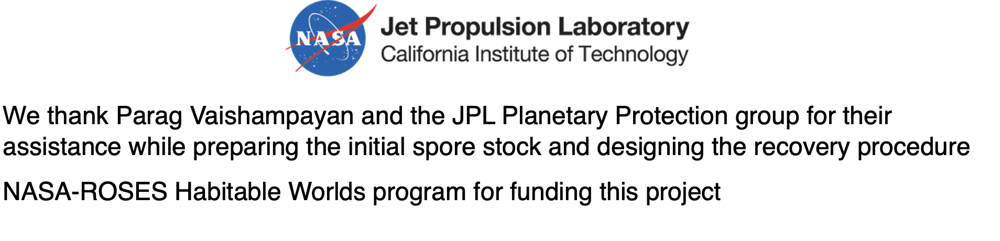 NASA
Jet Propulsion Laboratory
California Institute of Technology
We thank Parag Vaishampayan and the JPL Planetary Protection group for their
assistance while preparing the initial spore stock and designing the recovery procedure
NASA-ROSES Habitable Worlds program for funding this project